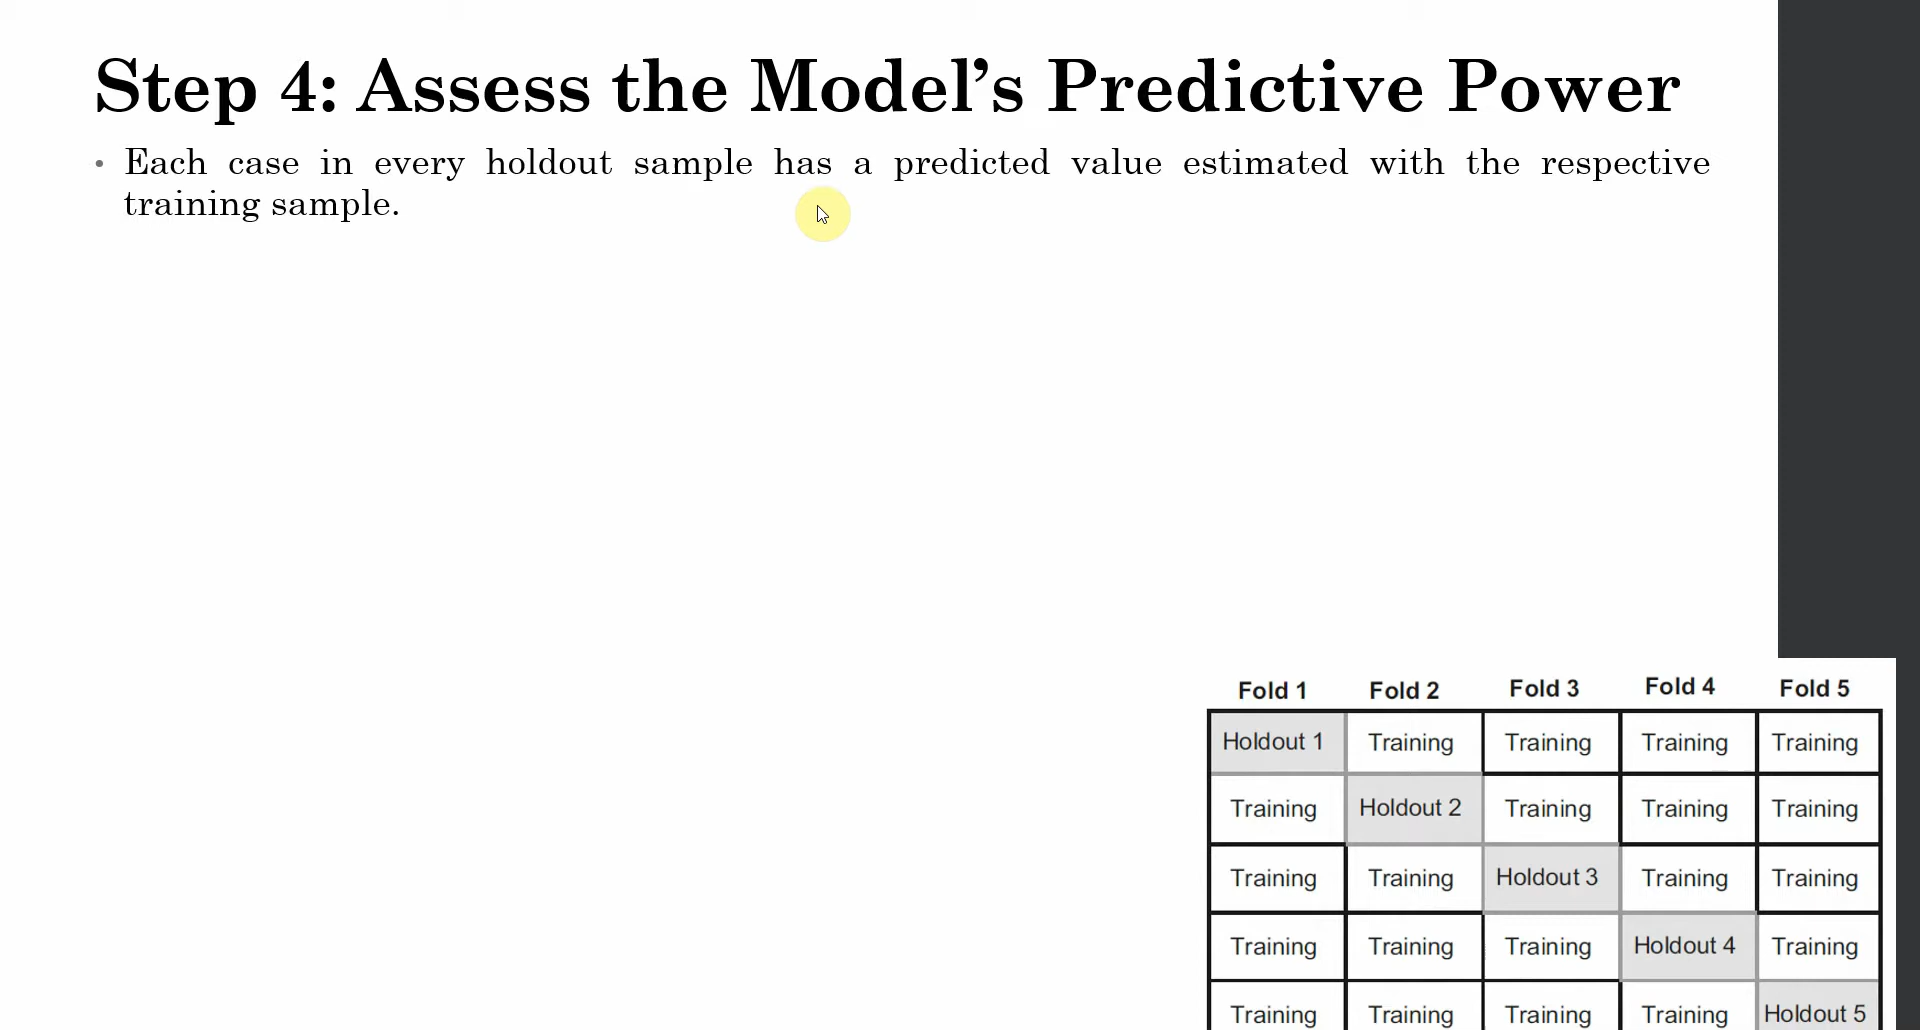 Step 4: Assess the Model’s Predictive Power
• Each case in every holdout sample has a predicted value estimated with the respective
training sample.
Fold 1 Fold 2 Fold 3 Fold 4 Fold 5
Holdout 1 Training Training Training Training
Training Holdout 2 Training Training Training
Training Training Holdout 3 Training Training
Training Training Training Holdout 4 Training
Training Training Training Training Holdout 5